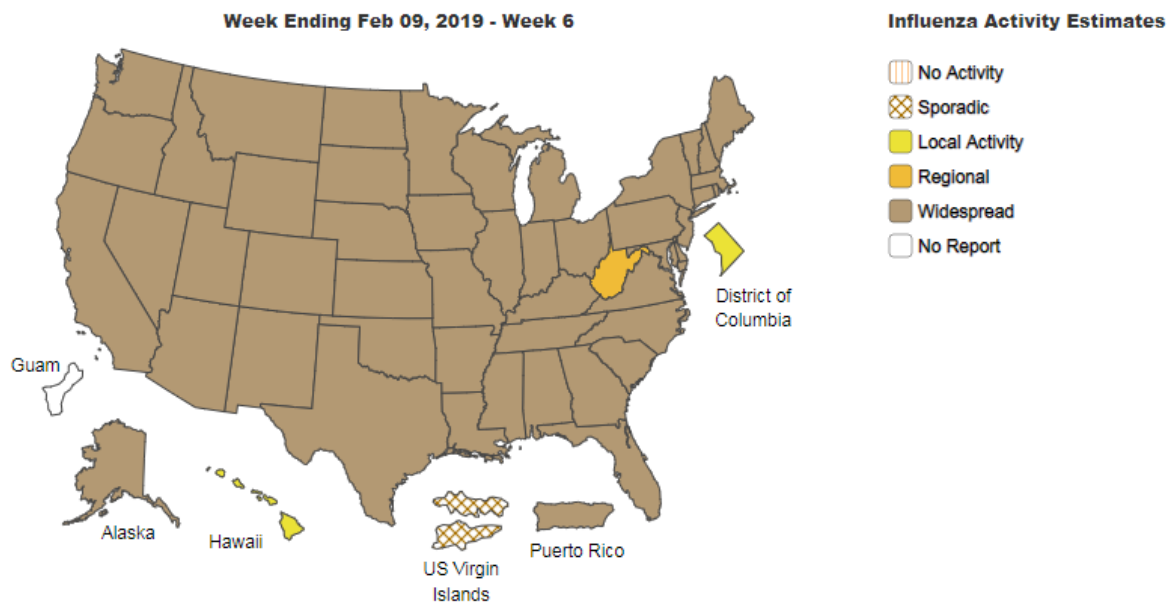 Week Ending Feb 09, 2019 - Week 6
Influenza Activity Estimates
No Activity
Sporadic
Local Activity
Regional
Widespread
No Report
District of
Columbia
Guam
Alaska
Hawaii
US Virgin
Islands
Puerto Rico